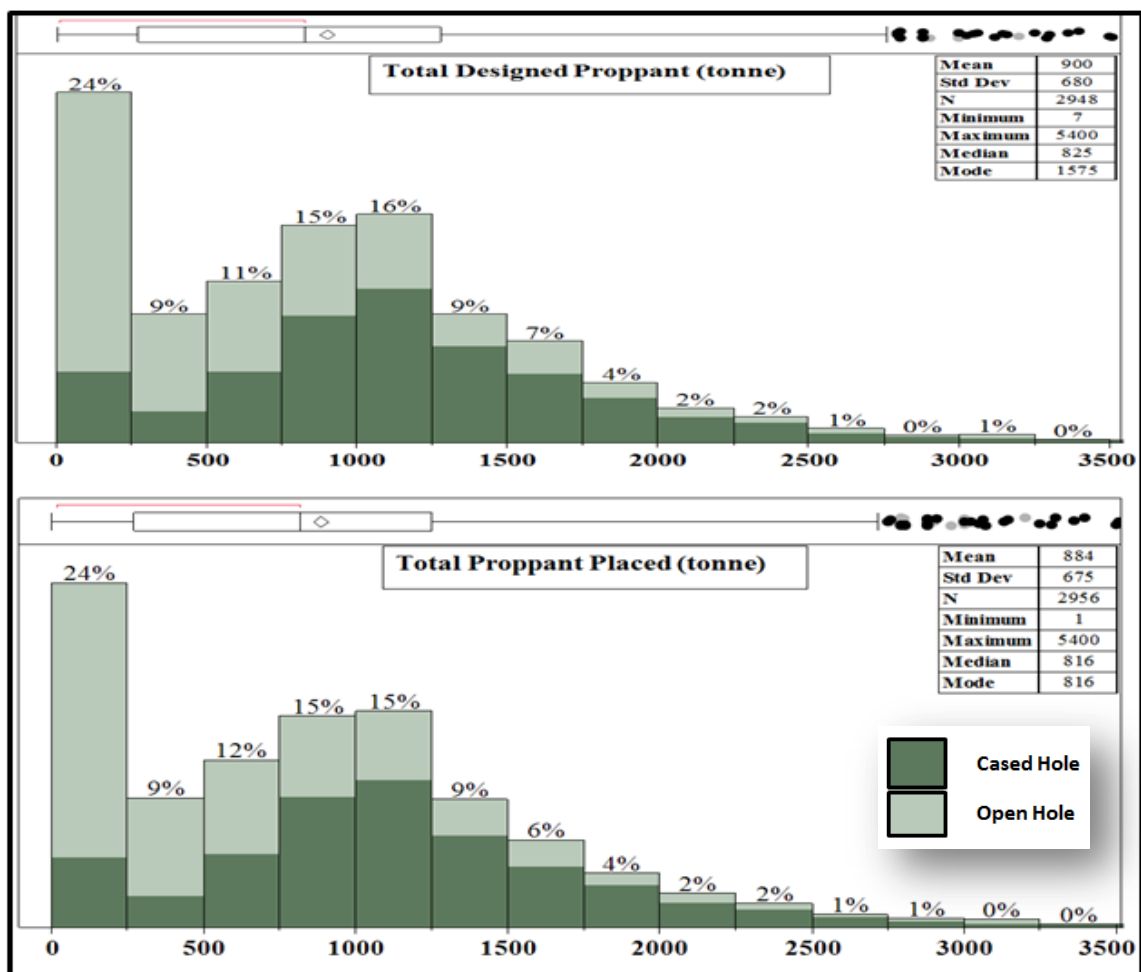 Total Designed Proppant (tonne)
Mean 900
Std Dev 680
N 2948
Minimum 7
Maximum 5400
Median 825
Mode 1575
24%
9%
11%
15%
16%
9%
7%
4%
2%
2%
1%
0%
1%
0%
0 500 1000 1500 2000 2500 3000 3500
Total Proppant Placed (tonne)
Mean 884
Std Dev 675
N 2956
Minimum 1
Maximum 5400
Median 816
Mode 816
24%
9%
12%
15%
15%
9%
6%
4%
2%
2%
1%
1%
0%
0%
Cased Hole
Open Hole
0 500 1000 1500 2000 2500 3000 3500